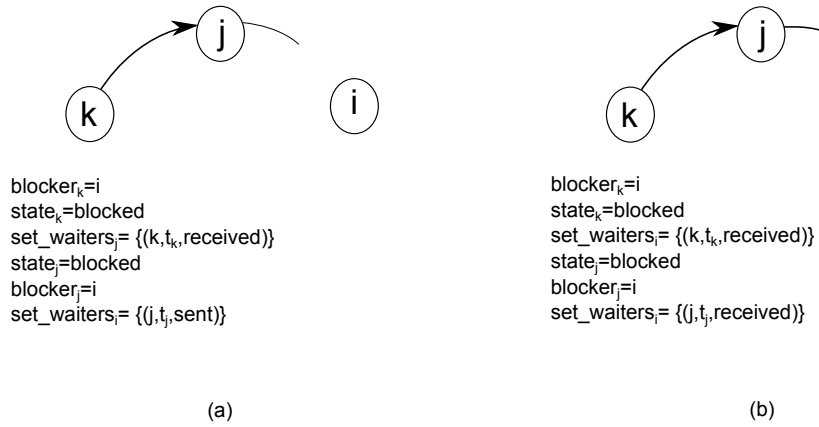 j
k
i
blocker_k=i
state_k=blocked
set_waiters_j= {(k,t_k,received)}
state_j=blocked
blocker_j=i
set_waiters_i= {(j,t_j,sent)}
(a)
j
k
blocker_k=i
state_k=blocked
set_waiters_i= {(k,t_k,received)}
state_j=blocked
blocker_j=i
set_waiters_i= {(j,t_j,received)}
(b)